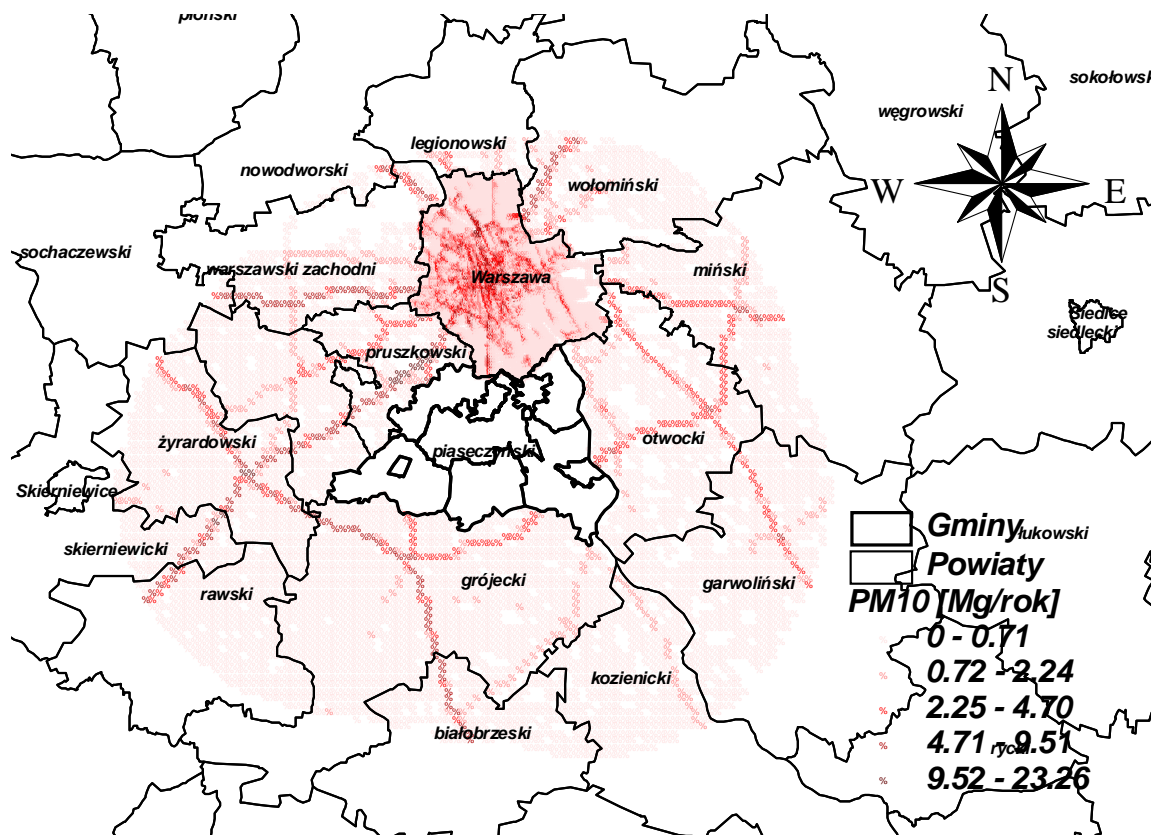 płoński
sokołowsk
N
węgrowski
legionowski
nowodworski
wołomiński
W
E
sochaczewski
warszawski zachodni
Warszawa
miński
S
Siedlce
siedlecki
pruszkowski
żyrardowski
piaseczyński
otwocki
Skierniewice
Gminy
łukowski
skierniewicki
Powiaty
rawski
grójecki
garwoliński
PM10 [Mg/rok]
0 - 0.71
0.72 - 2.24
kozienicki
2.25 - 4.70
białobrzeski
4.71 - 9.51
9.52 - 23.26